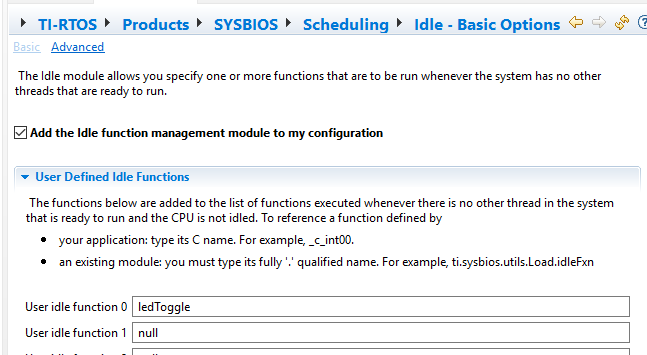 TI-RTOS Products SYSBIOS Scheduling Idle - Basic Options
Basic Advanced
The Idle module allows you specify one or more functions that are to be run whenever the system has no other
threads that are ready to run.
Add the Idle function management module to my configuration
User Defined Idle Functions
The functions below are added to the list of functions executed whenever there is no other thread in the system
that is ready to run and the CPU is not idled. To reference a function defined by
• your application: type its C name. For example, _c_int00.
• an existing module: you must type its fully '.' qualified name. For example, ti.sysbios.utils.Load.idleFxn
User idle function 0 ledToggle
User idle function 1 null